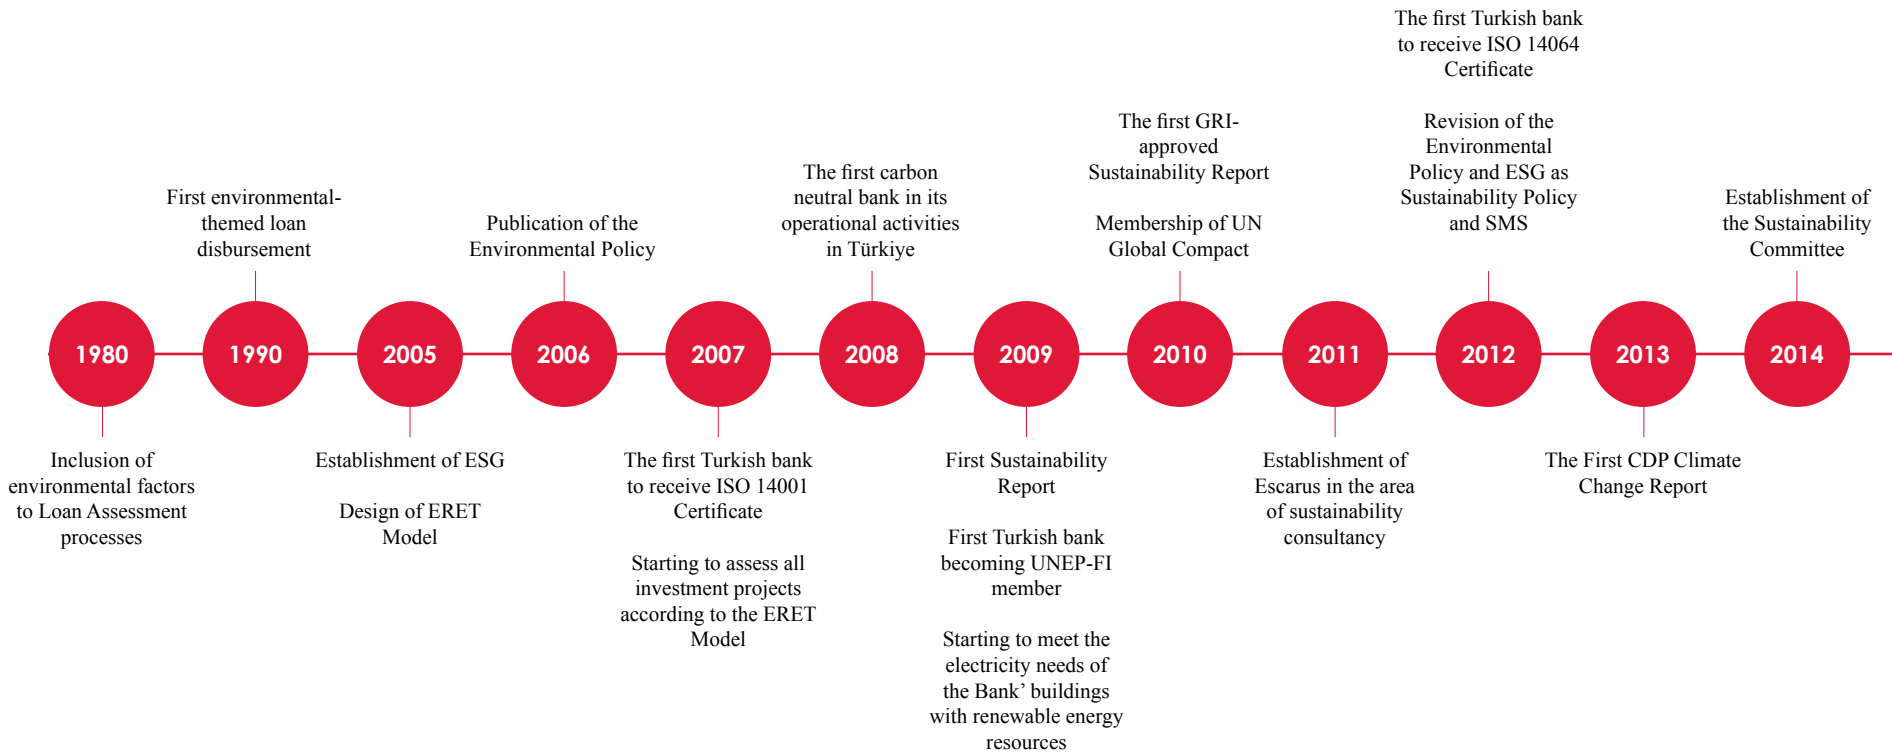 The first Turkish bank
to receive ISO 14064
Certificate
Revision of the
Environmental
Policy and ESG as
Sustainability Policy
and SMS
The first GRI-
approved
Sustainability Report
Membership of UN
Global Compact
The first carbon
neutral bank in its
operational activities
in Türkiye
First environmental-
themed loan
disbursement
Publication of the
Environmental Policy
Establishment of
the Sustainability
Committee
1980
1990
2005
2006
2007
2008
2009
2010
2011
2012
2013
2014
Inclusion of
environmental factors
to Loan Assessment
processes
Establishment of ESG
Design of ERET
Model
The first Turkish bank
to receive ISO 14001
Certificate
Starting to assess all
investment projects
according to the ERET
Model
First Sustainability
Report
First Turkish bank
becoming UNEP-FI
member
Starting to meet the
electricity needs of
the Bank’ buildings
with renewable energy
resources
Establishment of
Escarus in the area
of sustainability
consultancy
The First CDP Climate
Change Report